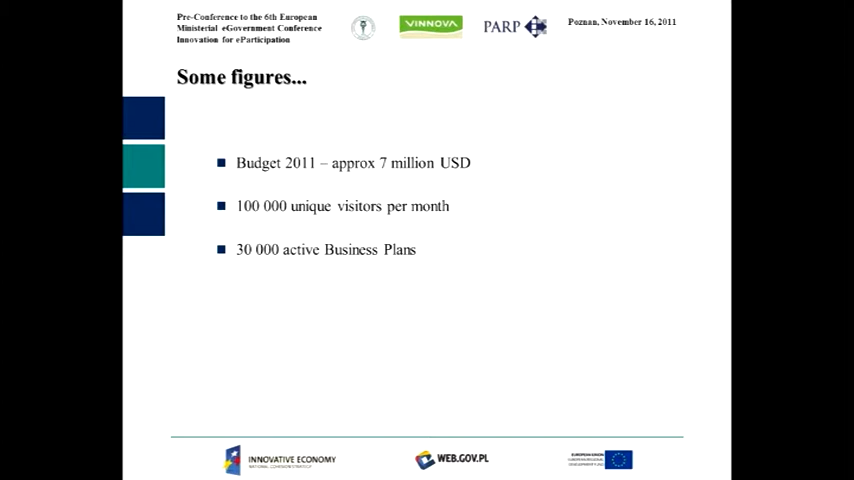 Pre-Conference to the 6th European
Ministerial eGovernment Conference
Innovation for eParticipation
VINNOVA
PARP
Poznan, November 16, 2011
Some figures...
Budget 2011 – approx 7 million USD
100 000 unique visitors per month
30 000 active Business Plans
INNOVATIVE ECONOMY
NATIONAL COHESION STRATEGY
WEB.GOV.PL
EUROPEAN UNION
EUROPEAN REGIONAL
DEVELOPMENT FUND